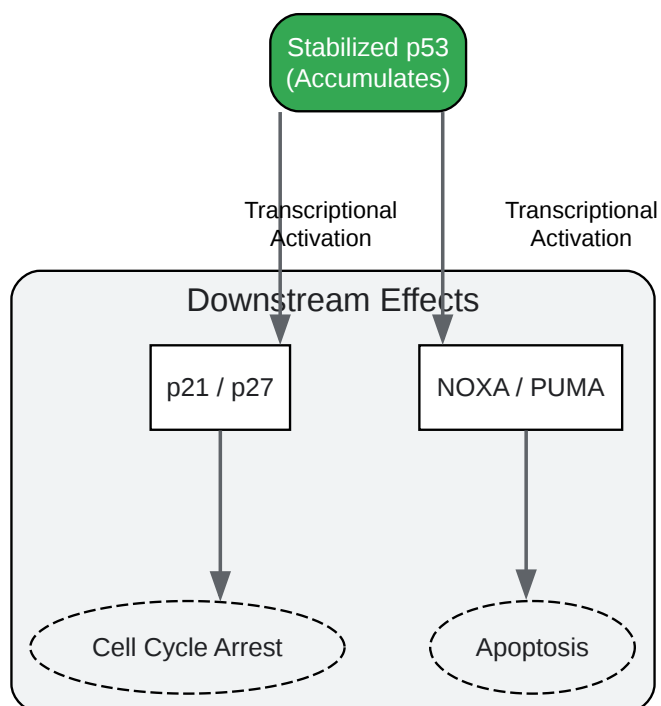 Stabilized p53
(Accumulates)
Transcriptional
Activation
Transcriptional
Activation
Downstream Effects
p21 / p27
NOXA / PUMA
Cell Cycle Arrest
Apoptosis